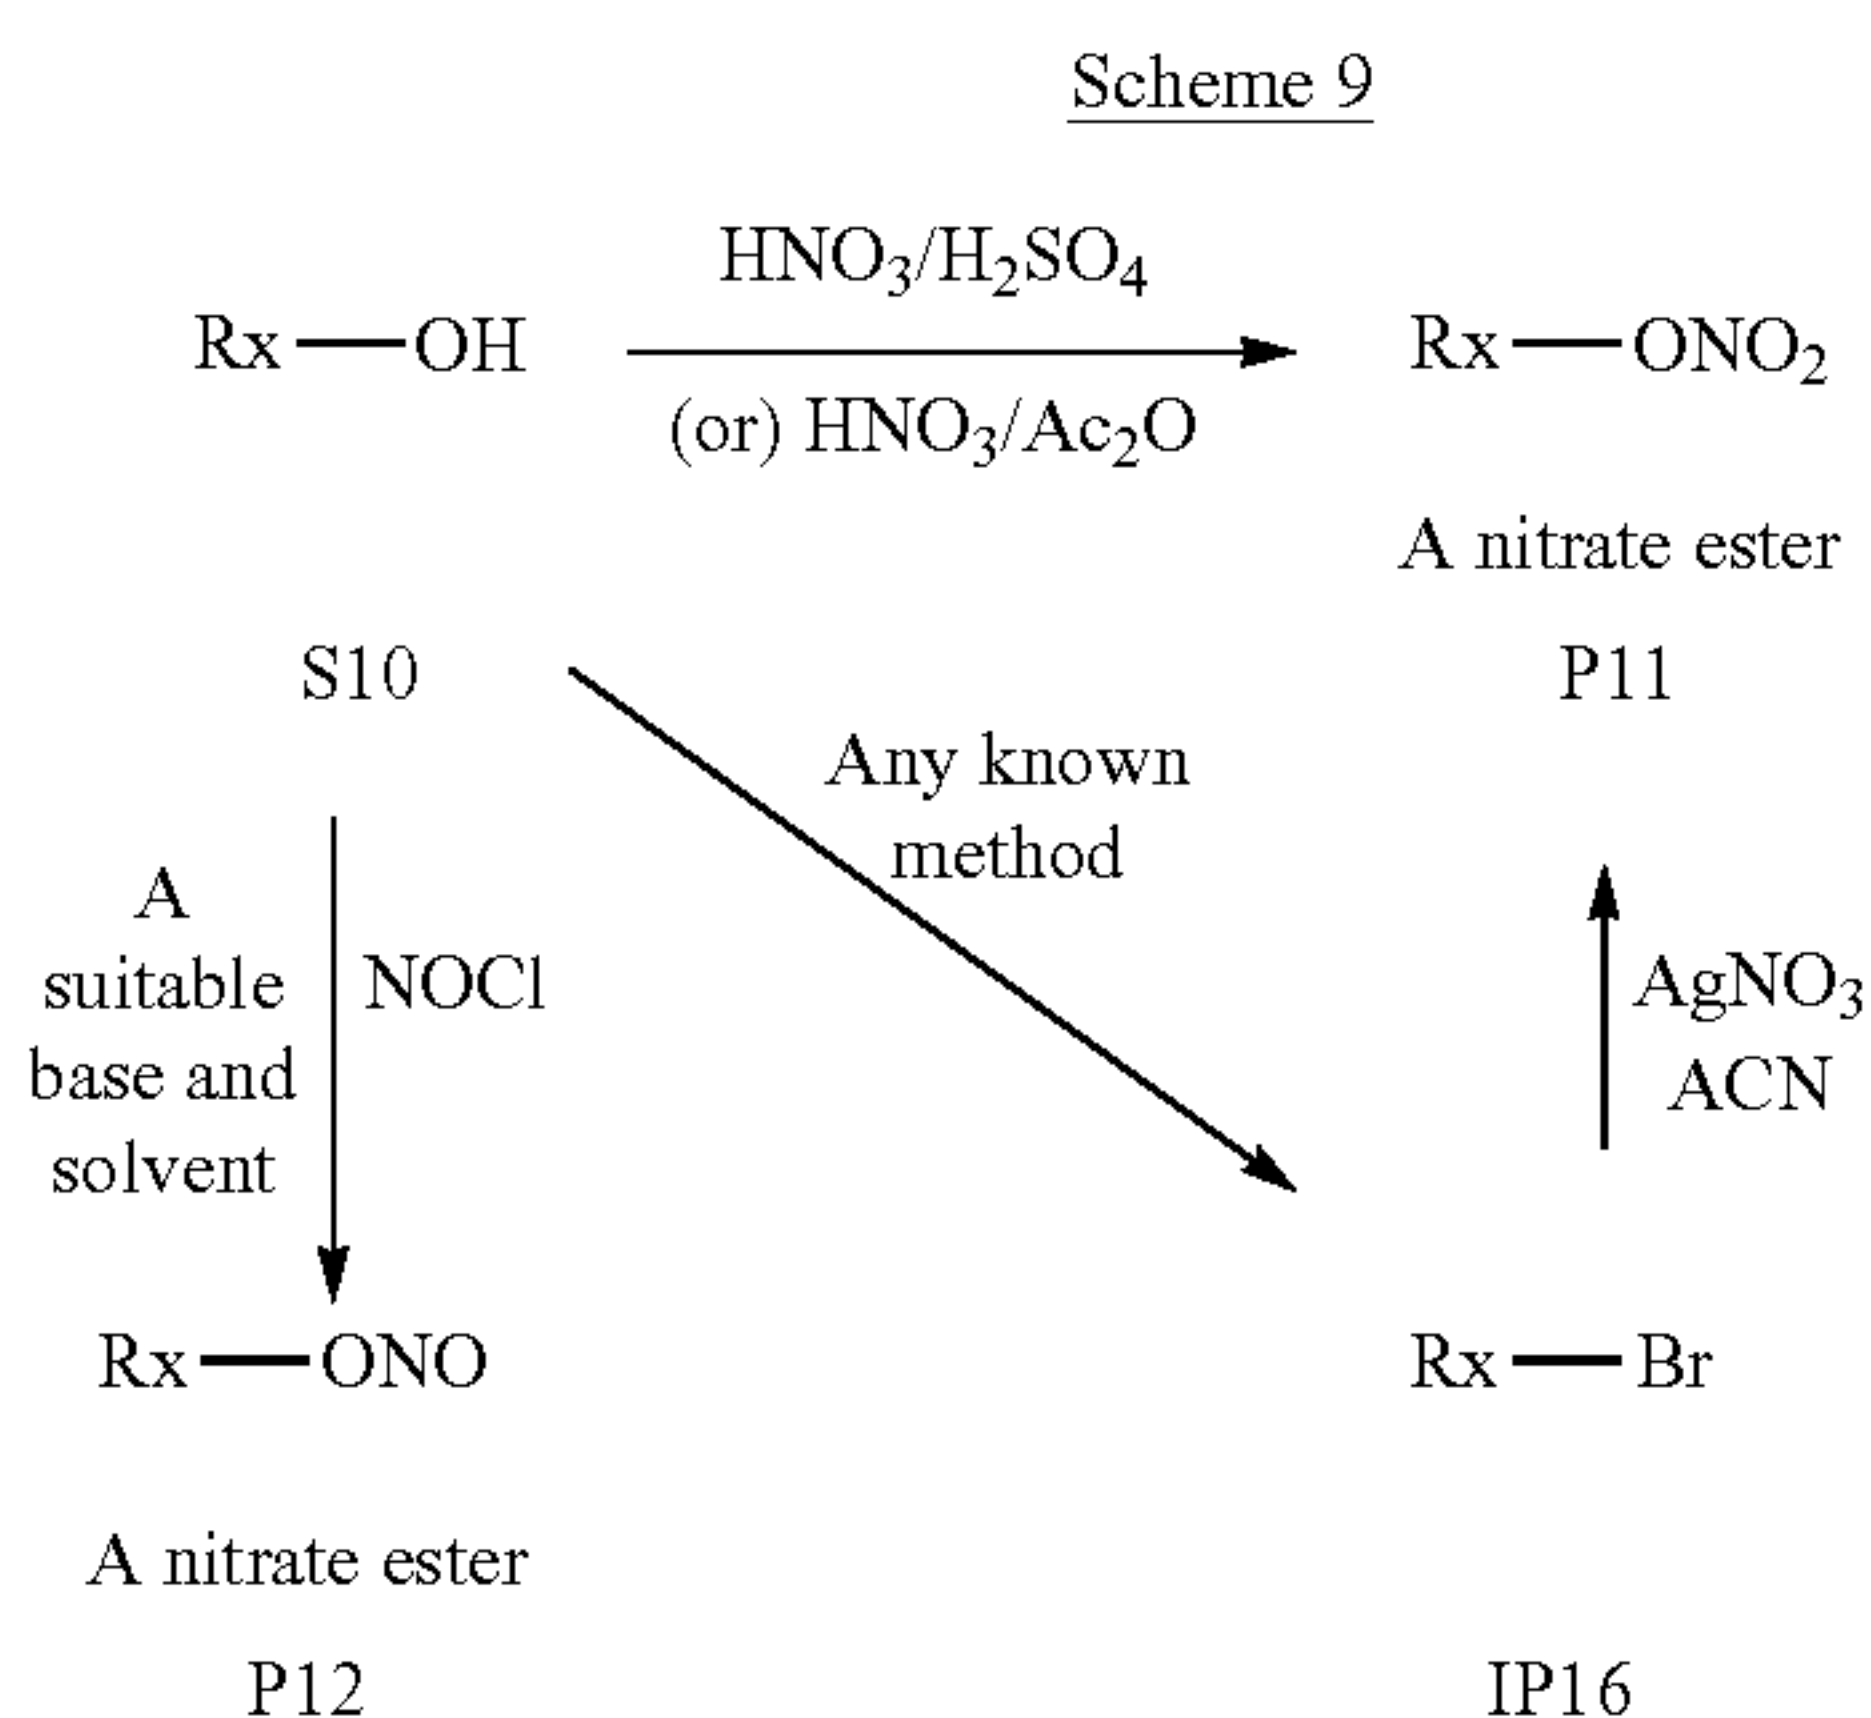 Scheme 9
HNO3/H2SO4
Rx—OH
Rx—ONO2
(or) HNO3/Ac2O
A nitrate ester
S10
P11
Any known
method
A
suitable
base and
solvent
NOCl
AgNO3
ACN
Rx—ONO
Rx—Br
A nitrate ester
P12
IP16